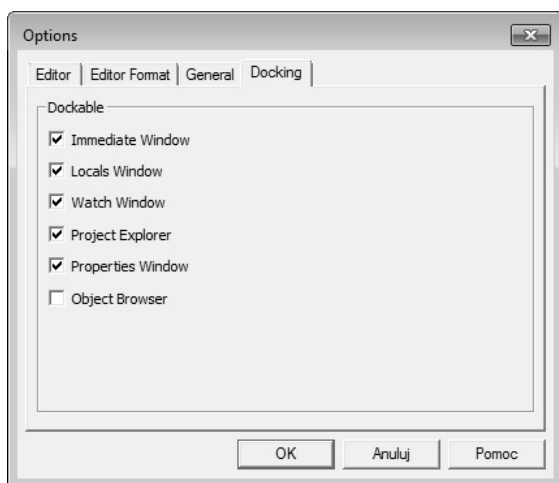 Options
Editor Editor Format General Docking
Dockable
Immediate Window
Locals Window
Watch Window
Project Explorer
Properties Window
Object Browser
OK Anuluj Pomoc